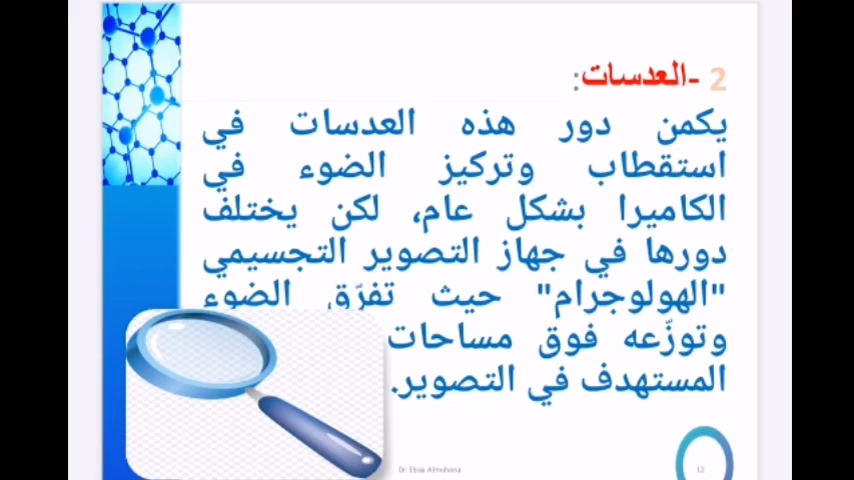 2 -العدسات:
يكمن دور هذه العدسات في
استقطاب وتركيز الضوء في
الكاميرا بشكل عام، لكن يختلف
دورها في جهاز التصوير التجسيمي
"الهولوجرام" حيث تفرّق الضوء
وتوزّعه فوق مساحات
المستهدف في التصوير.
Dr. Ebaa Almuhana
12